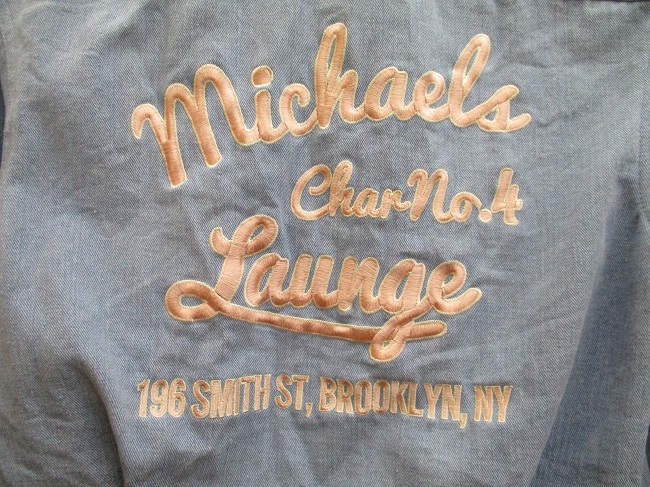 Michaels
Char No.4
Launge
196 SMITH ST, BROOKLYN, NY